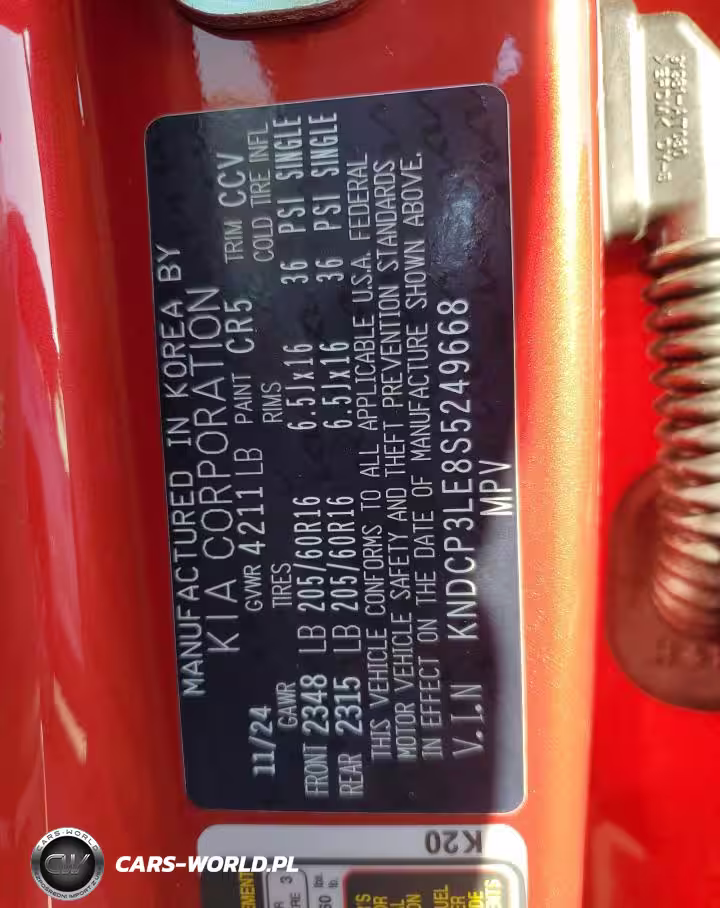 MANUFACTURED IN KOREA BY
KIA CORPORATION
11/24 GVWR 4211 LB PAINT CR5 TRIM CCV
GAWR TIRES RIMS COLD TIRE INFL
FRONT 2348 LB 205/60R16 6.5Jx16 36 PSI SINGLE
REAR 2315 LB 205/60R16 6.5Jx16 36 PSI SINGLE
THIS VEHICLE CONFORMS TO ALL APPLICABLE U.S.A. FEDERAL
MOTOR VEHICLE SAFETY AND THEFT PREVENTION STANDARDS
IN EFFECT ON THE DATE OF MANUFACTURE SHOWN ABOVE.
V.I.N KNDCP3LE8S5249668
MPV
K20
CARS-WORLD
CW
CARS-WORLD.PL